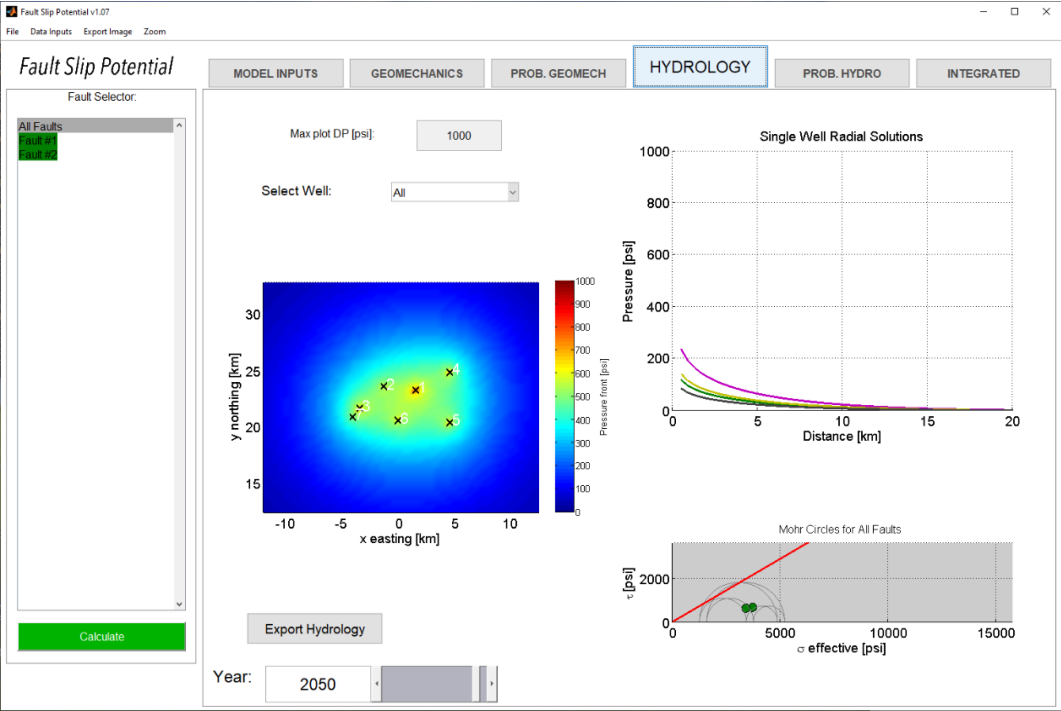 Fault Slip Potential v1.07
File Data Inputs Export Image Zoom
Fault Slip Potential
MODEL INPUTS GEOMECHANICS PROB. GEOMECH HYDROLOGY PROB. HYDRO INTEGRATED
Fault Selector:
All Faults
Fault #1
Fault #2
Calculate
Max plot DP [psi]: 1000
Select Well: All
30
25
20
15
y northing [km]
-10 -5 0 5 10
x easting [km]
1
2
3
4
5
6
1000
900
800
700
600
500
400
300
200
100
0
Pressure front [psi]
Export Hydrology
Year: 2050
Single Well Radial Solutions
1000
800
600
400
200
0
Pressure [psi]
0 5 10 15 20
Distance [km]
Mohr Circles for All Faults
2000
0
τ [psi]
0 5000 10000 15000
σ effective [psi]